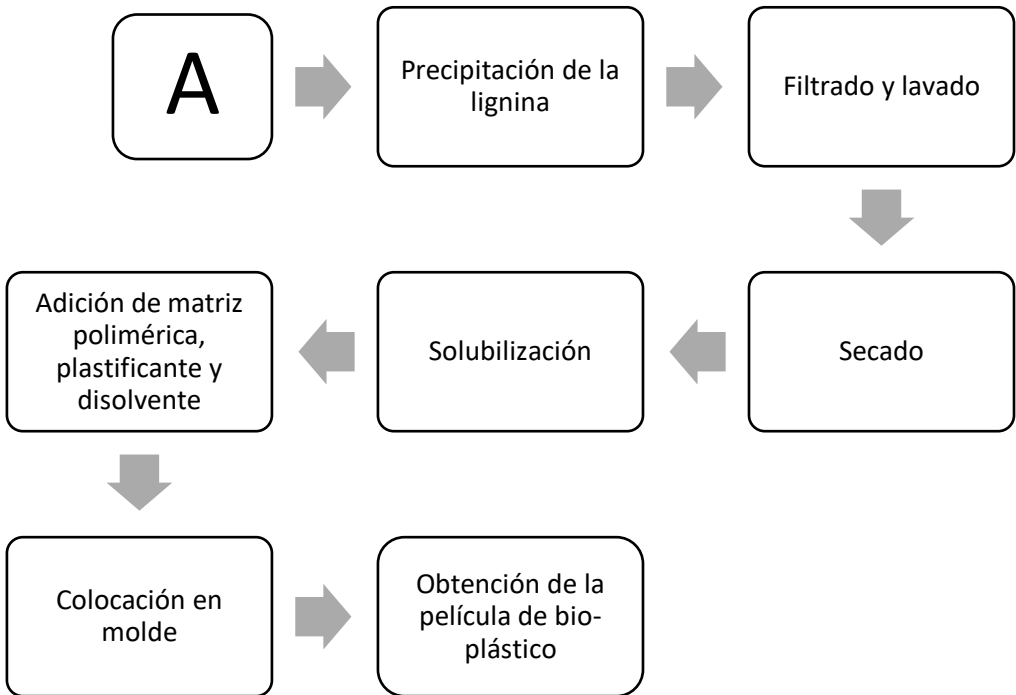 A
Precipitación de la
lignina
Filtrado y lavado
Secado
Solubilización
Adición de matriz
polimérica,
plastificante y
disolvente
Colocación en
molde
Obtención de la
película de bio-
plástico